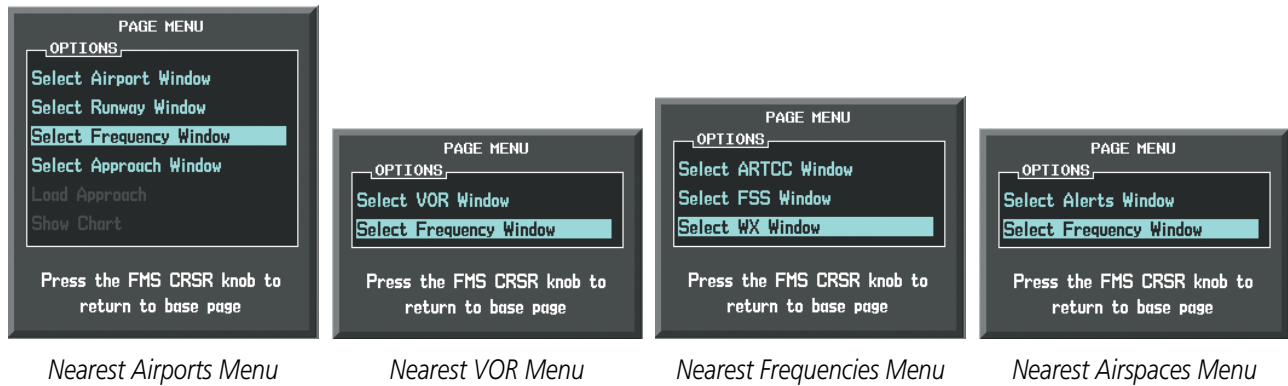 PAGE MENU
OPTIONS
Select Airport Window
Select Runway Window
Select Frequency Window
Select Approach Window
Load Approach
Show Chart
Press the FMS CRSR knob to
return to base page
Nearest Airports Menu
PAGE MENU
OPTIONS
Select VOR Window
Select Frequency Window
Press the FMS CRSR knob to
return to base page
Nearest VOR Menu
PAGE MENU
OPTIONS
Select ARTCC Window
Select FSS Window
Select WX Window
Press the FMS CRSR knob to
return to base page
Nearest Frequencies Menu
PAGE MENU
OPTIONS
Select Alerts Window
Select Frequency Window
Press the FMS CRSR knob to
return to base page
Nearest Airspaces Menu